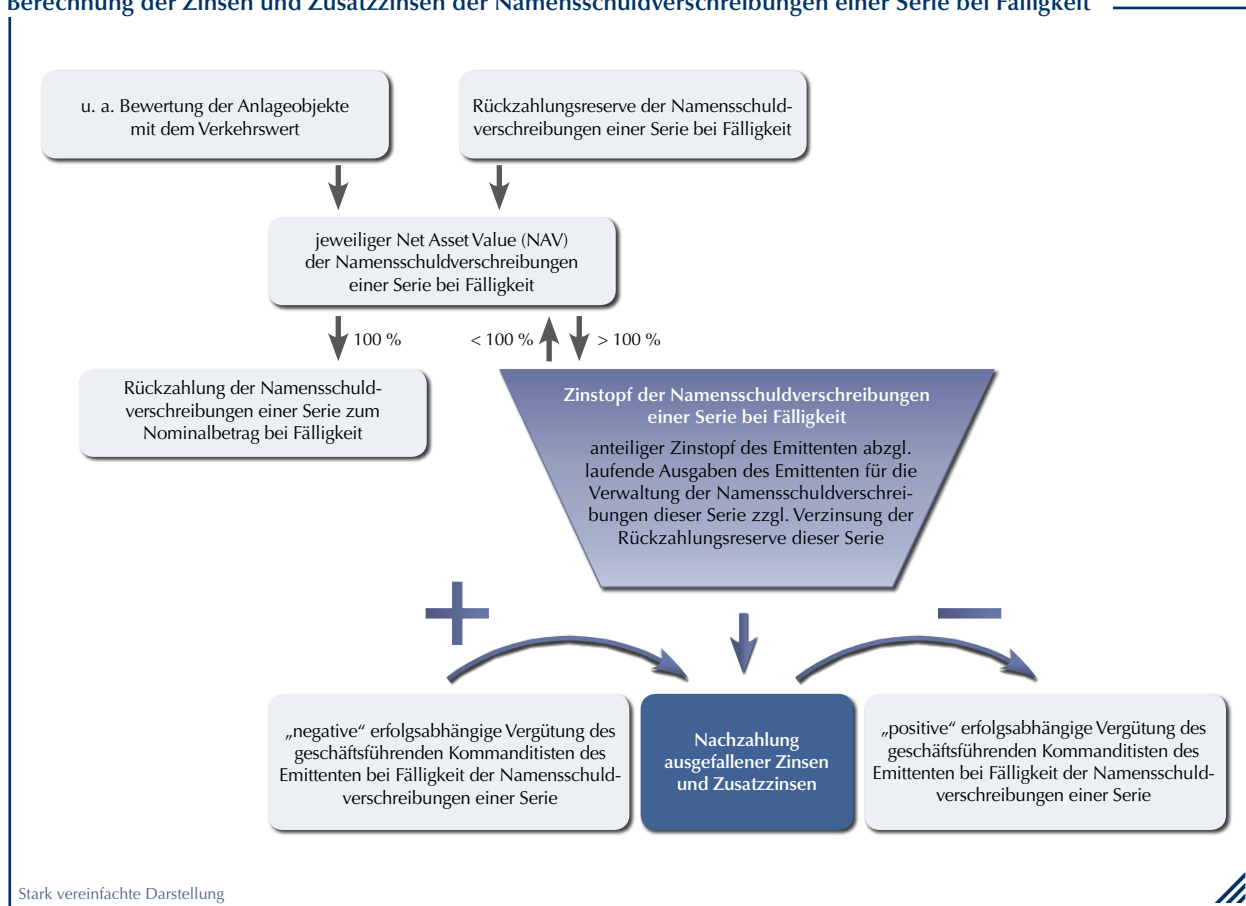 Berechnung der Zinsen und Zusatzzinsen der Namensschuldverschreibungen einer Serie bei Fälligkeit
u. a. Bewertung der Anlageobjekte
mit dem Verkehrswert
Rückzahlungsreserve der Namensschuld-
verschreibungen einer Serie bei Fälligkeit
jeweiliger Net Asset Value (NAV)
der Namensschuldverschreibungen
einer Serie bei Fälligkeit
100 %
< 100 %
> 100 %
Rückzahlung der Namensschuld-
verschreibungen einer Serie zum
Nominalbetrag bei Fälligkeit
Zinstopf der Namensschuldverschreibungen
einer Serie bei Fälligkeit
anteiliger Zinstopf des Emittenten abzgl.
laufende Ausgaben des Emittenten für die
Verwaltung der Namensschuldverschrei-
bungen dieser Serie zzgl. Verzinsung der
Rückzahlungsreserve dieser Serie
„negative“ erfolgsabhängige Vergütung des
geschäftsführenden Kommanditisten des
Emittenten bei Fälligkeit der Namensschuld-
verschreibungen einer Serie
Nachzahlung
ausgefallener Zinsen
und Zusatzzinsen
„positive“ erfolgsabhängige Vergütung des
geschäftsführenden Kommanditisten des
Emittenten bei Fälligkeit der Namensschuld-
verschreibungen einer Serie
Stark vereinfachte Darstellung